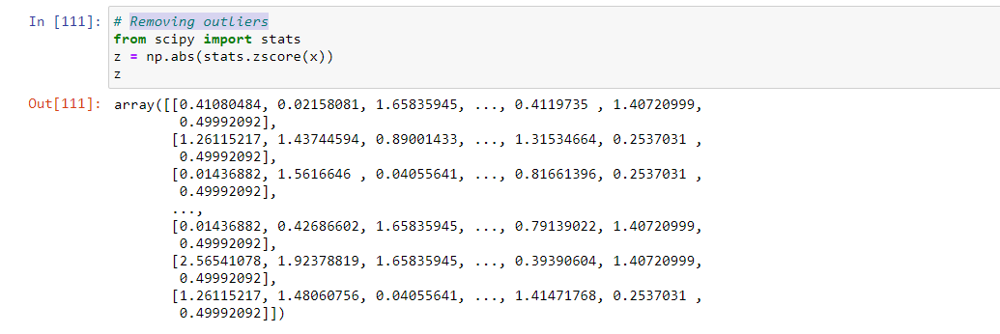 In [111]: # Removing outliers
from scipy import stats
z = np.abs(stats.zscore(x))
z
Out[111]: array([[0.41080484, 0.02158081, 1.65835945, ..., 0.4119735 , 1.40720999,
0.49992092],
[1.26115217, 1.43744594, 0.89001433, ..., 1.31534664, 0.2537031 ,
0.49992092],
[0.01436882, 1.5616646 , 0.04055641, ..., 0.81661396, 0.2537031 ,
0.49992092],
...,
[0.01436882, 0.42686602, 1.65835945, ..., 0.79139022, 1.40720999,
0.49992092],
[2.56541078, 1.92378819, 1.65835945, ..., 0.39390604, 1.40720999,
0.49992092],
[1.26115217, 1.48060756, 0.04055641, ..., 1.41471768, 0.2537031 ,
0.49992092]])